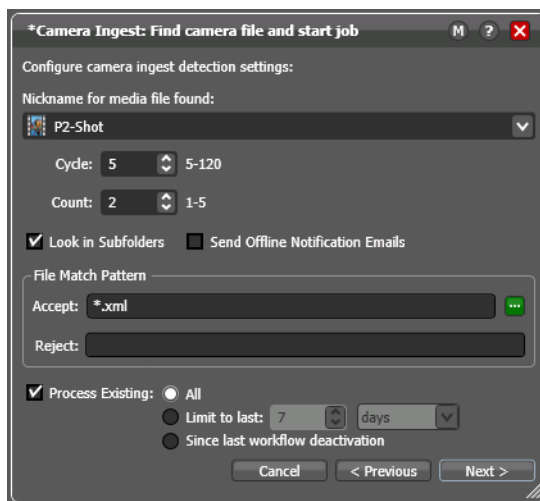 *Camera Ingest: Find camera file and start job M ?
Configure camera ingest detection settings:
Nickname for media file found:
P2-Shot
Cycle: 5 5-120
Count: 2 1-5
Look in Subfolders Send Offline Notification Emails
File Match Pattern
Accept: *.xml ...
Reject:
Process Existing: All
Limit to last: 7 days
Since last workflow deactivation
Cancel < Previous Next >